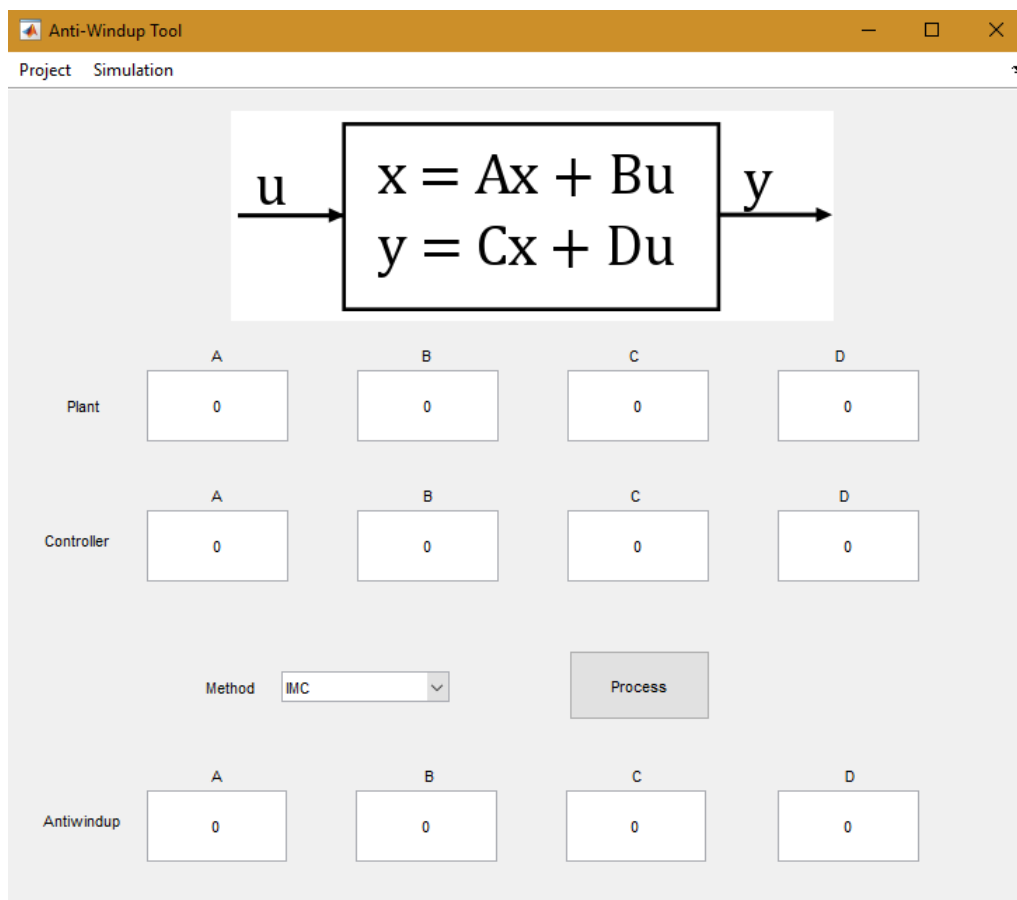 Anti-Windup Tool
Project Simulation
u
x = Ax + Bu
y = Cx + Du
y
A B C D
Plant 0 0 0 0
A B C D
Controller 0 0 0 0
Method IMC Process
A B C D
Antiwindup 0 0 0 0